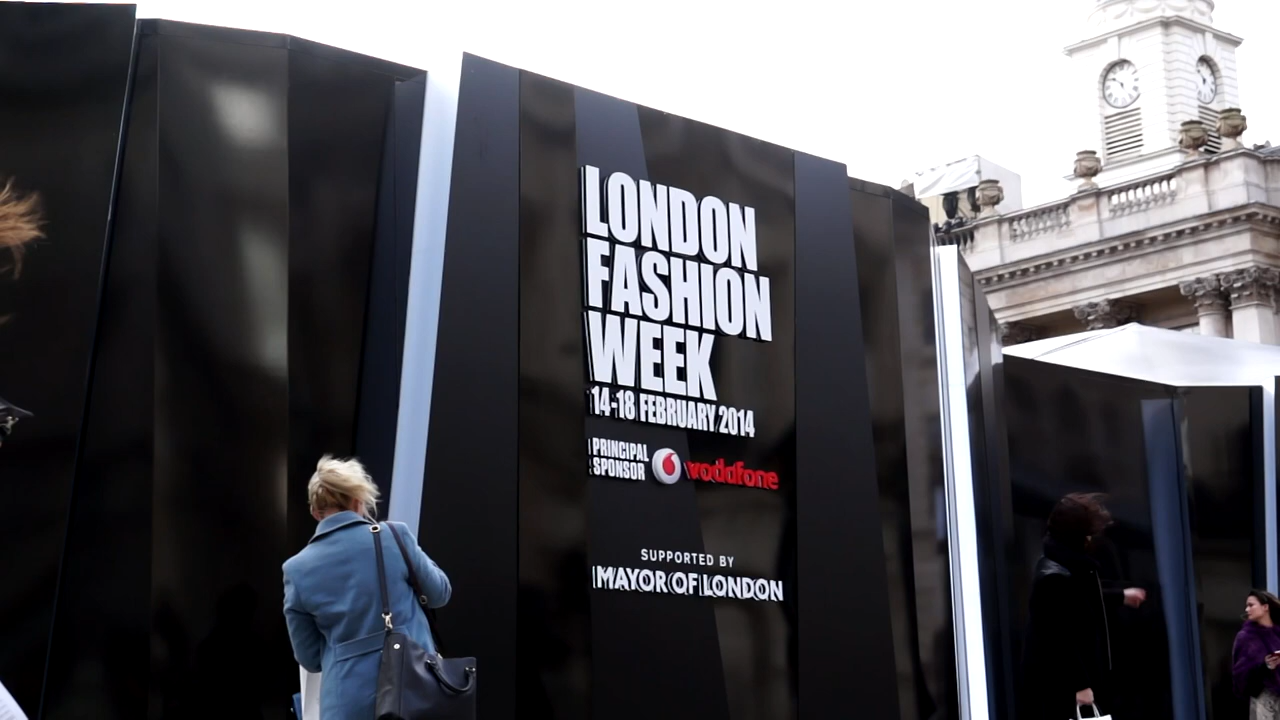 LONDON
FASHION
WEEK
14-18 FEBRUARY 2014
PRINCIPAL
SPONSOR
vodafone
SUPPORTED BY
MAYOR OF LONDON